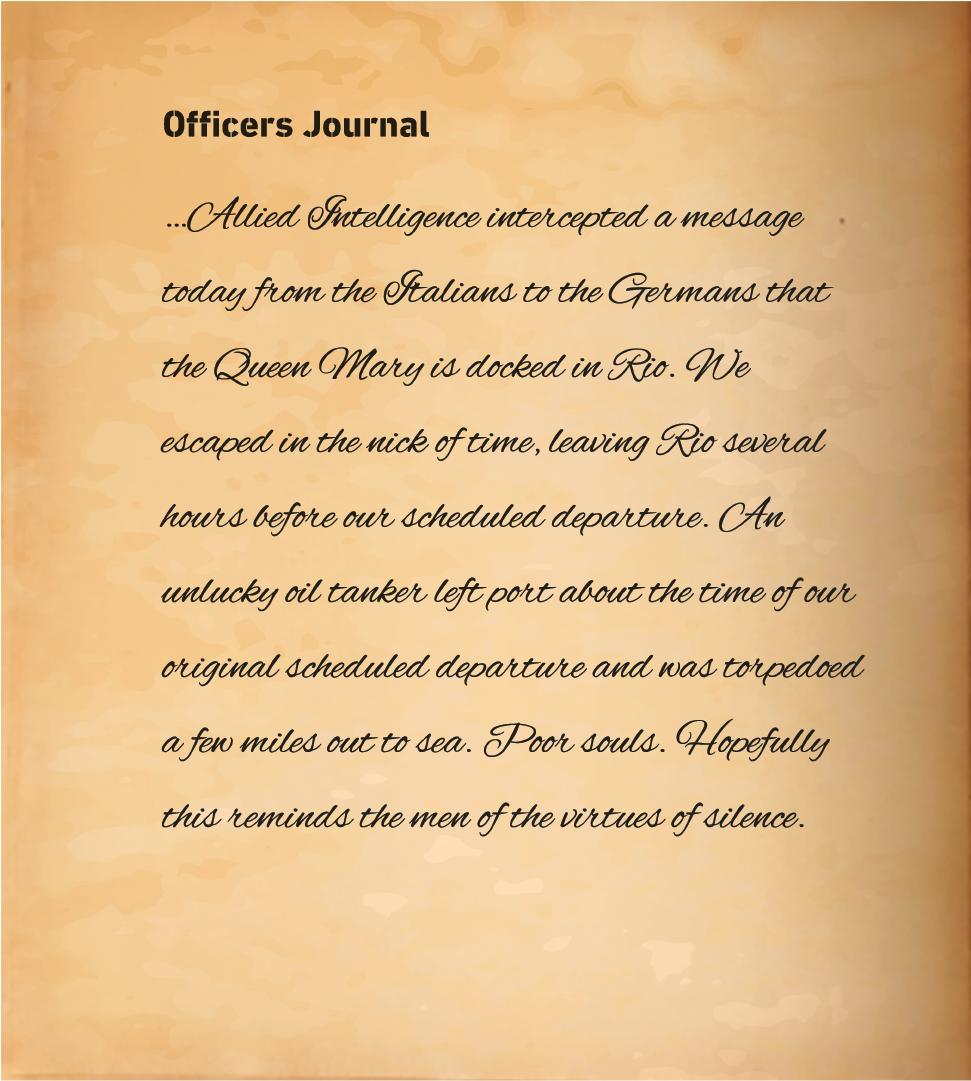 Officers Journal
...Allied Intelligence intercepted a message
today from the Italians to the Germans that
the Queen Mary is docked in Rio. We
escaped in the nick of time, leaving Rio several
hours before our scheduled departure. An
unlucky oil tanker left port about the time of our
original scheduled departure and was torpedoed
a few miles out to sea. Poor souls. Hopefully
this reminds the men of the virtues of silence.